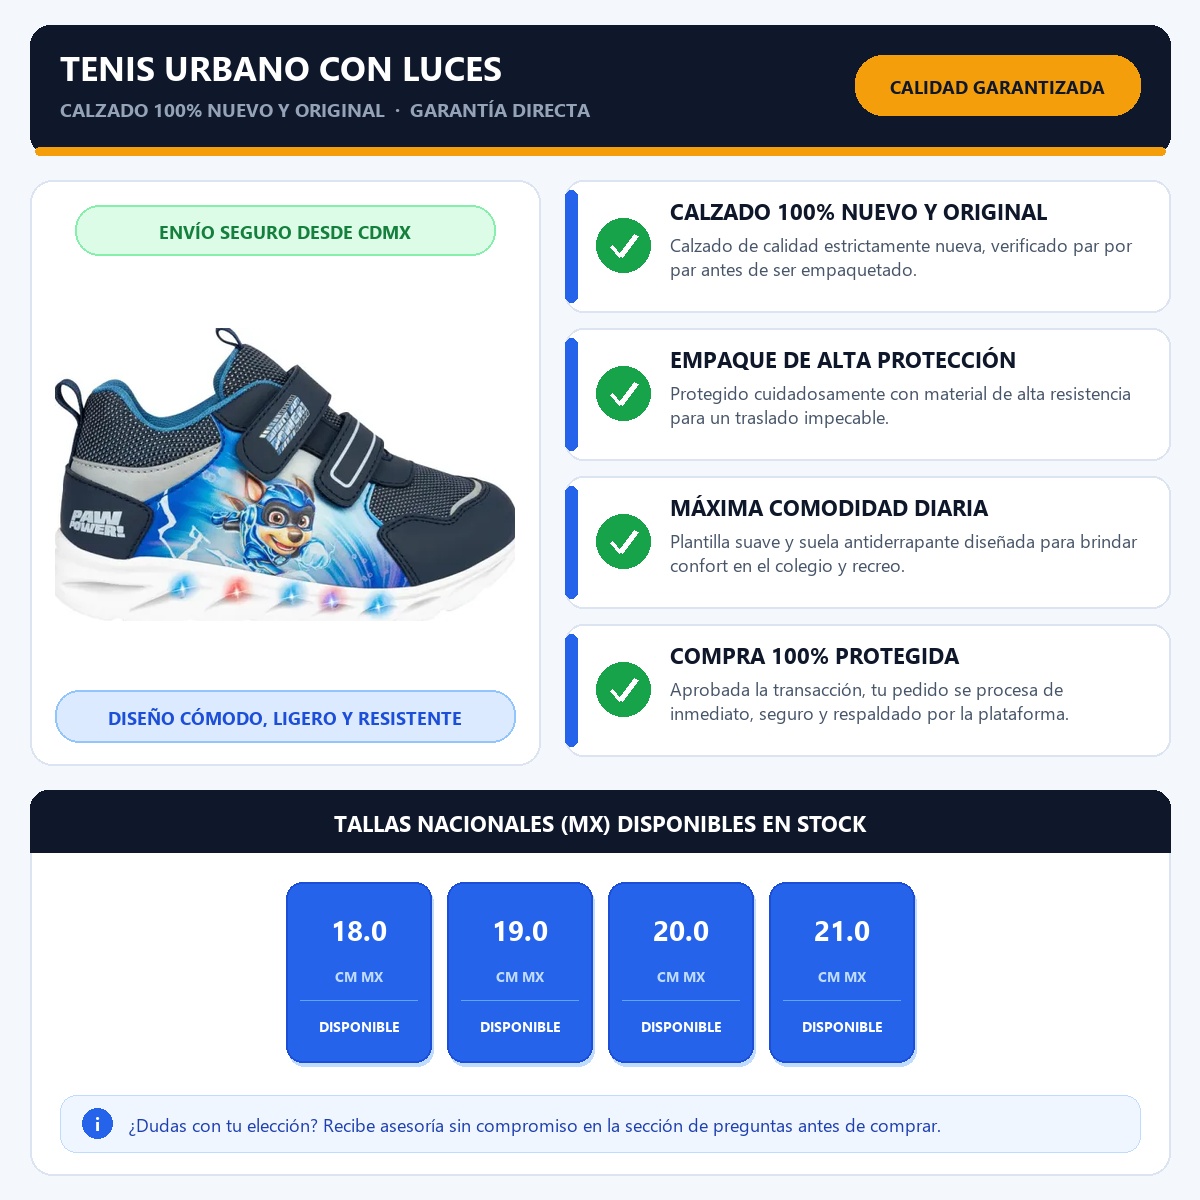 TENIS URBANO CON LUCES
CALZADO 100% NUEVO Y ORIGINAL · GARANTÍA DIRECTA
CALIDAD GARANTIZADA
ENVÍO SEGURO DESDE CDMX
PAW
POWER!
DISEÑO CÓMODO, LIGERO Y RESISTENTE
CALZADO 100% NUEVO Y ORIGINAL
Calzado de calidad estrictamente nueva, verificado par por
par antes de ser empaquetado.
EMPAQUE DE ALTA PROTECCIÓN
Protegido cuidadosamente con material de alta resistencia
para un traslado impecable.
MÁXIMA COMODIDAD DIARIA
Plantilla suave y suela antiderrapante diseñada para brindar
confort en el colegio y recreo.
COMPRA 100% PROTEGIDA
Aprobada la transacción, tu pedido se procesa de
inmediato, seguro y respaldado por la plataforma.
TALLAS NACIONALES (MX) DISPONIBLES EN STOCK
18.0
CM MX
DISPONIBLE
19.0
CM MX
DISPONIBLE
20.0
CM MX
DISPONIBLE
21.0
CM MX
DISPONIBLE
¿Dudas con tu elección? Recibe asesoría sin compromiso en la sección de preguntas antes de comprar.